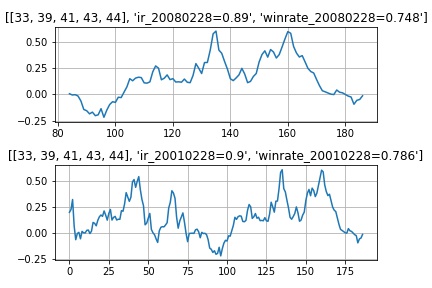 [[33, 39, 41, 43, 44], 'ir_20080228=0.89', 'winrate_20080228=0.748']
0.50
0.25
0.00
−0.25
80 100 120 140 160 180
[[33, 39, 41, 43, 44], 'ir_20010228=0.9', 'winrate_20010228=0.786']
0.50
0.25
0.00
−0.25
0 25 50 75 100 125 150 175